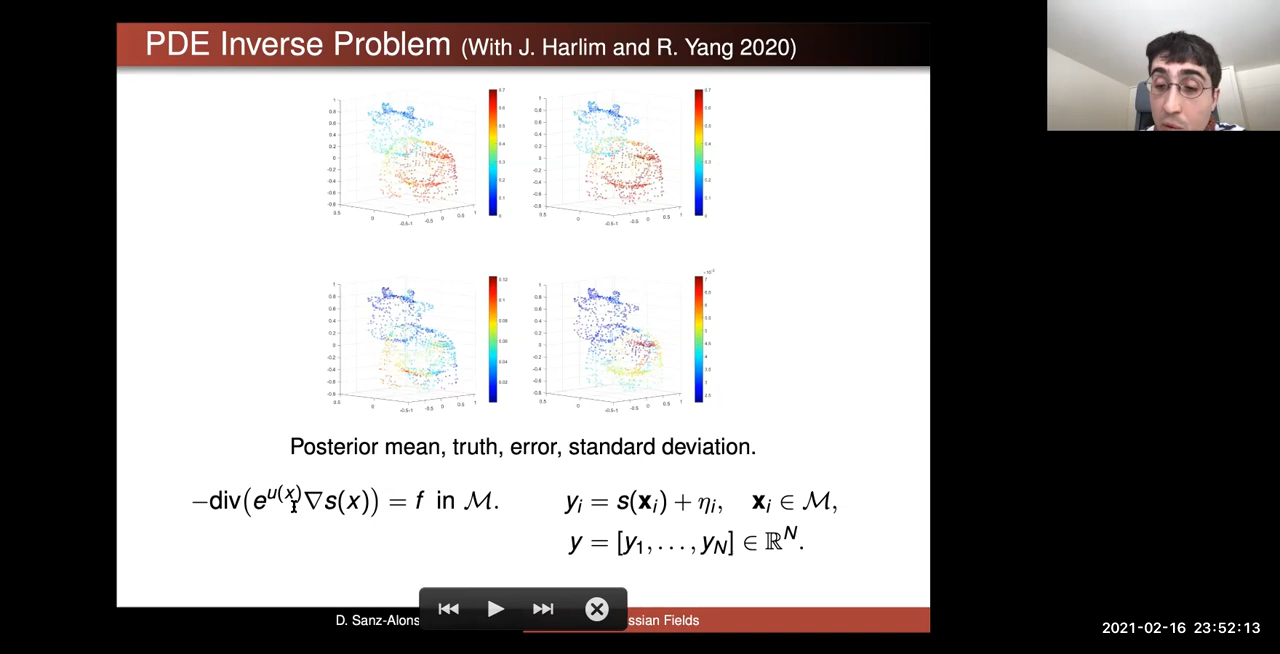 PDE Inverse Problem (With J. Harlim and R. Yang 2020)
Posterior mean, truth, error, standard deviation.
−div(e^{u(x)}∇s(x)) = f in ℳ.
y_i = s(𝐱_i) + η_i, 𝐱_i ∈ ℳ,
y = [y_1, . . . , y_N] ∈ ℝ^N.
D. Sanz-Alons
ssian Fields
2021-02-16 23:52:13